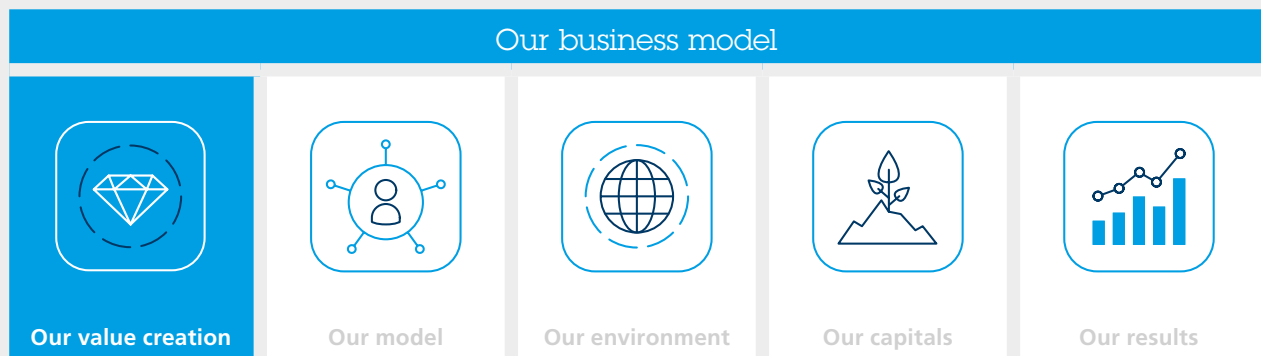 Our business model
Our value creation
Our model
Our environment
Our capitals
Our results